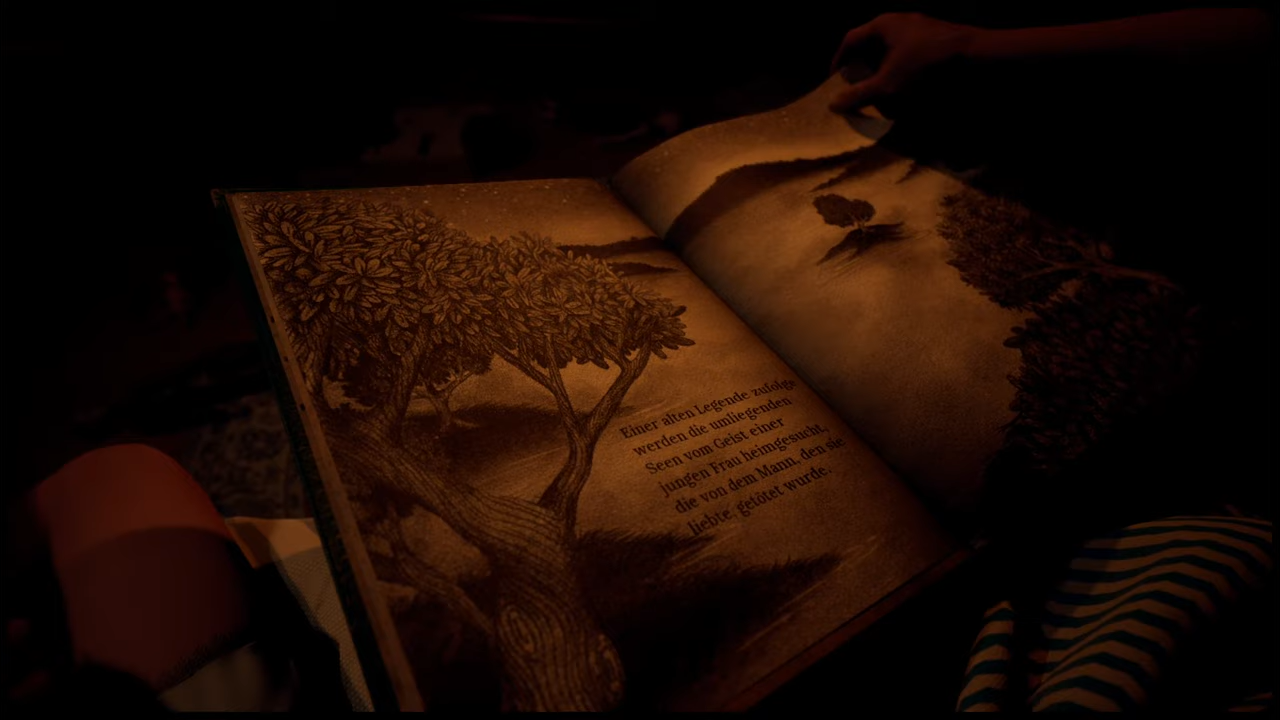 Einer alten Legende zufolge
werden die umliegenden
Seen vom Geist einer
jungen Frau heimgesucht,
die von dem Mann, den sie
liebte, getötet wurde.